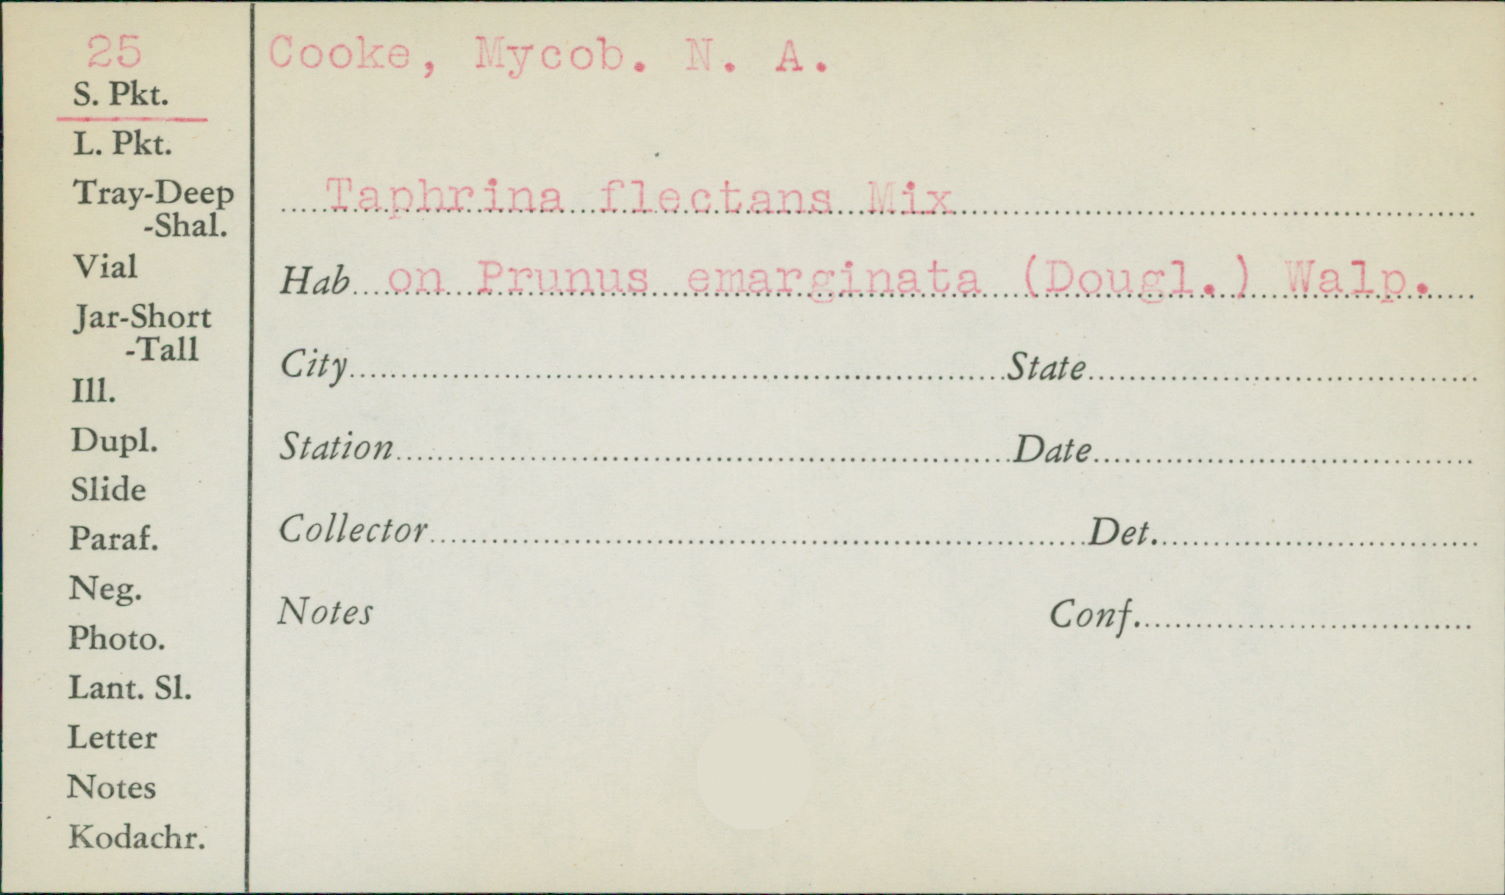 25
S. Pkt.
L. Pkt.
Tray-Deep
-Shal.
Vial
Jar-Short
-Tall
Ill.
Dupl.
Slide
Paraf.
Neg.
Photo.
Lant. Sl.
Letter
Notes
Kodachr.
Cooke, Mycob. N. A.
Taphrina flectans Mix
Hab on Prunus emarginata (Dougl.) Walp.
City State
Station Date
Collector Det.
Notes Conf.